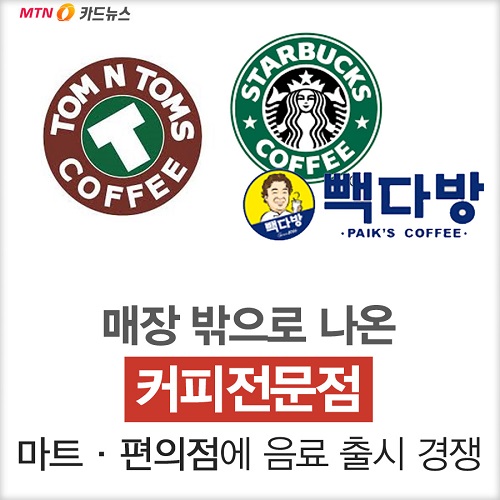 MTN 카드뉴스
TOM N TOMS
COFFEE
T
STARBUCKS
COFFEE
빽다방
빽다방
·PAIK'S COFFEE·
매장 밖으로 나온
커피전문점
마트 · 편의점에 음료 출시 경쟁